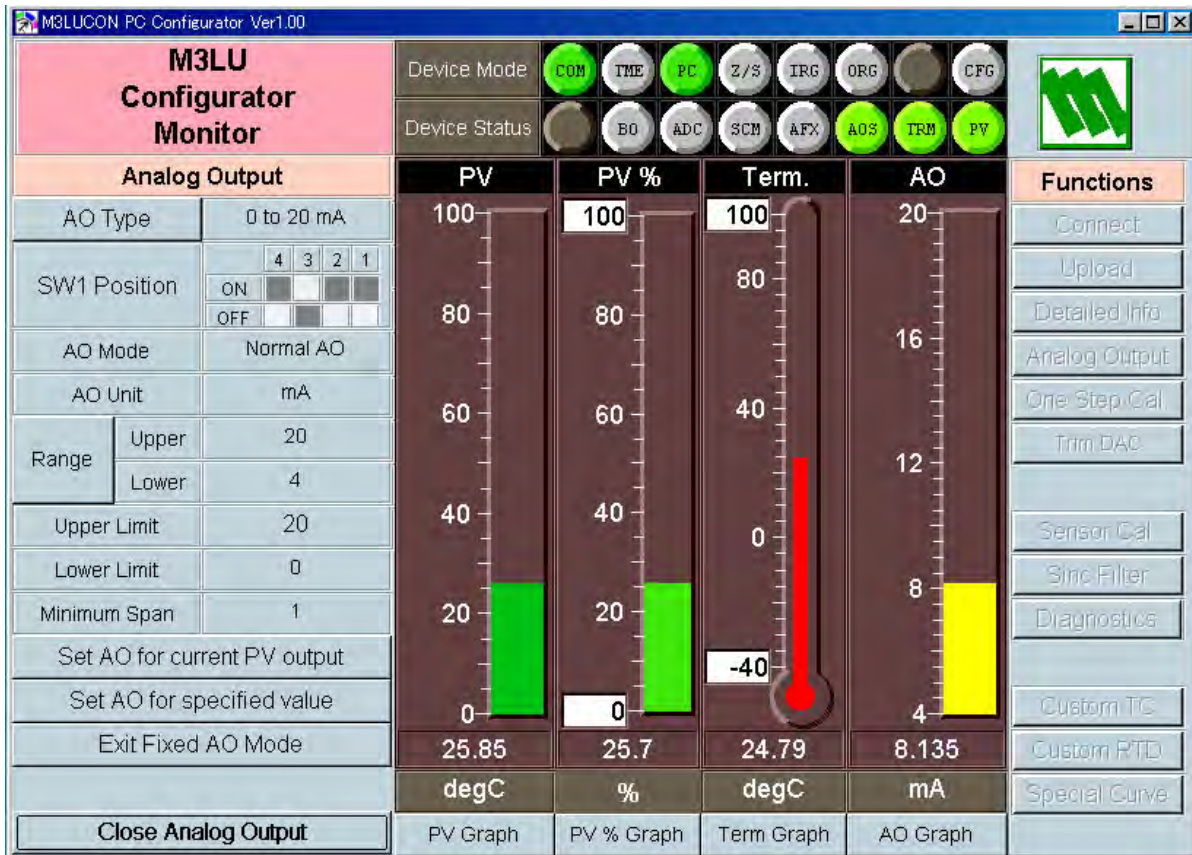 M3LUCON PC Configurator Ver1.00
M3LU
Configurator
Monitor
Device Mode COM TME PC Z/S IRG ORG CFG
Device Status BO ADC SCM AFX AOS TRM PV
Analog Output
AO Type 0 to 20 mA
SW1 Position
4 3 2 1
ON
OFF
AO Mode Normal AO
AO Unit mA
Range
Upper 20
Lower 4
Upper Limit 20
Lower Limit 0
Minimum Span 1
Set AO for current PV output
Set AO for specified value
Exit Fixed AO Mode
Close Analog Output
PV
100
80
60
40
20
0
25.85
degC
PV Graph
PV %
100
80
60
40
20
0
25.7
%
PV % Graph
Term.
100
80
40
0
-40
24.79
degC
Term Graph
AO
20
16
12
8
4
8.135
mA
AO Graph
Functions
Connect
Upload
Detailed Info
Analog Output
One Step Cal.
Trim DAC
Sensor Cal
Sinc Filter
Diagnostics
Custom TC
Custom RTD
Special Curve